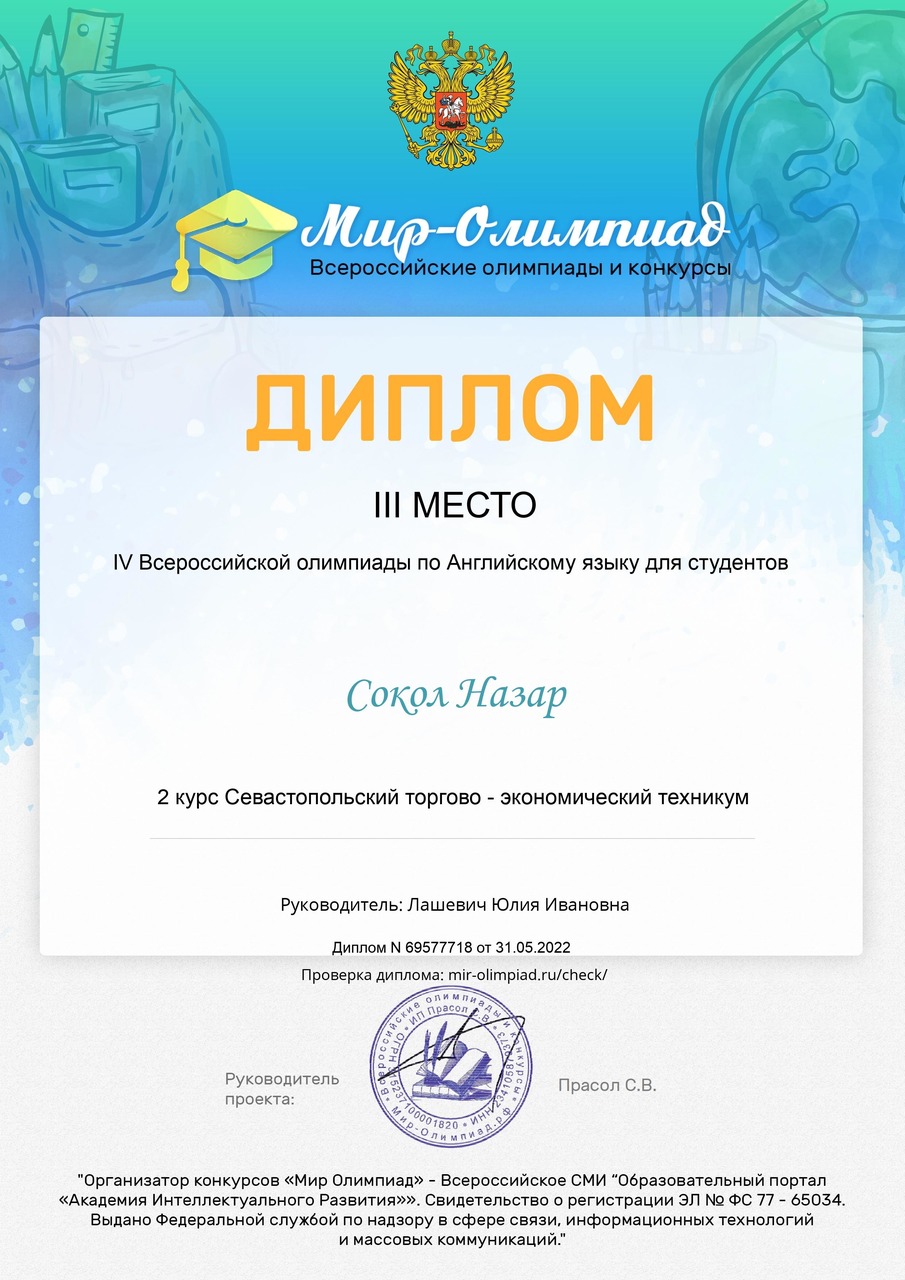 Мир-Олимпиад
Всероссийские олимпиады и конкурсы
ДИПЛОМ
III МЕСТО
IV Всероссийской олимпиады по Английскому языку для студентов
Сокол Назар
2 курс Севастопольский торгово - экономический техникум
Руководитель: Лашевич Юлия Ивановна
Диплом N 69577718 от 31.05.2022
Проверка диплома: mir-olimpiad.ru/check/
Всероссийские олимпиады и конкурсы
Мир-Олимпиад.рф
ИП Прасол С.В.
ИНН
ОГРН
Руководитель
проекта:
Прасол С.В.
"Организатор конкурсов «Мир Олимпиад» - Всероссийское СМИ “Образовательный портал
«Академия Интеллектуального Развития»». Свидетельство о регистрации ЭЛ № ФС 77 - 65034.
Выдано Федеральной службой по надзору в сфере связи, информационных технологий
и массовых коммуникаций."